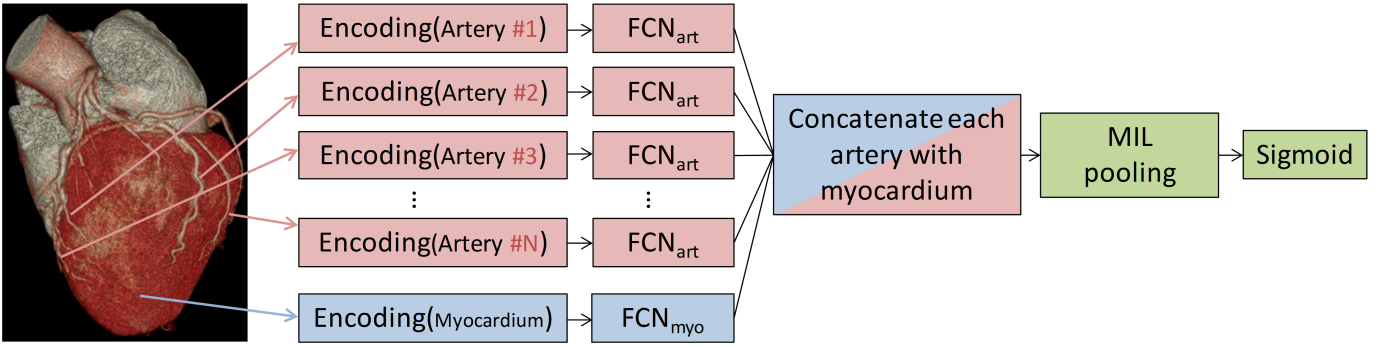 Encoding(Artery #1)
FCNart
Encoding(Artery #2)
FCNart
Encoding(Artery #3)
FCNart
⋮
⋮
Encoding(Artery #N)
FCNart
Encoding(Myocardium)
FCNmyo
Concatenate each
artery with
myocardium
MIL
pooling
Sigmoid